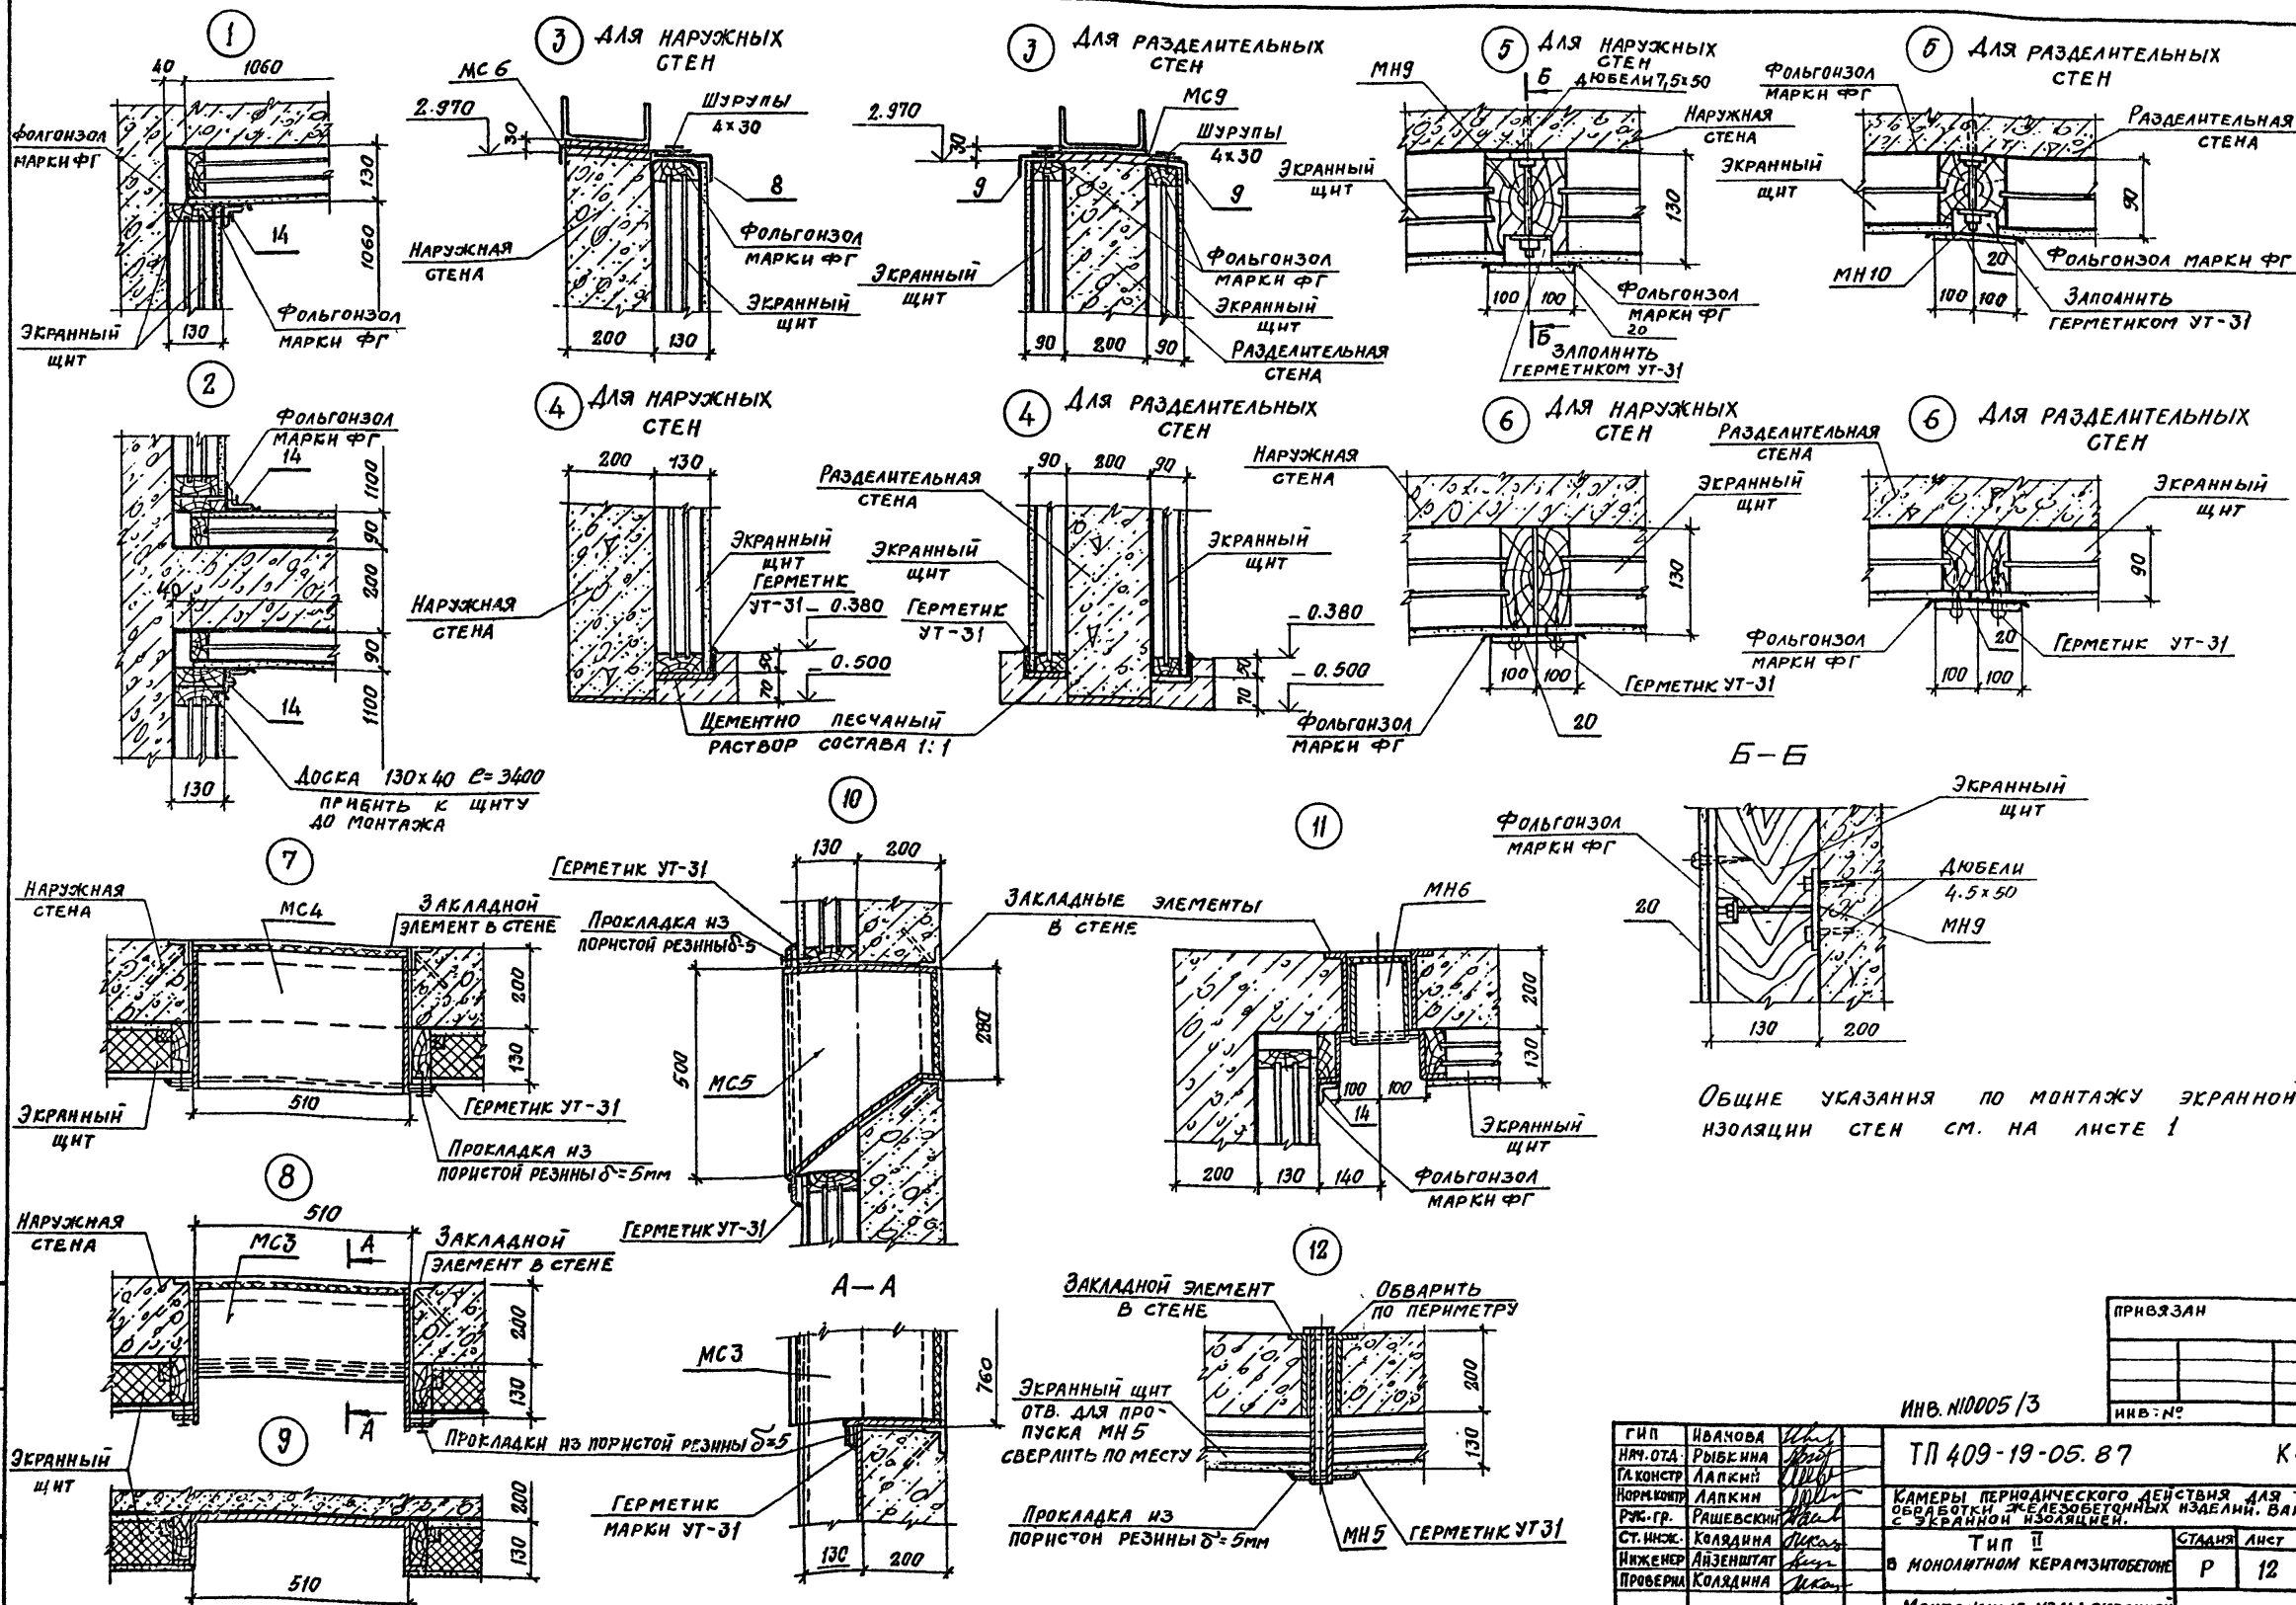 1
40 1060
ФОЛГОИЗОЛ
МАРКИ ФГ
130
1060
14
ЭКРАННЫЙ
ЩИТ
130
ФОЛЬГОИЗОЛ
МАРКИ ФГ
3 ДЛЯ НАРУЖНЫХ
СТЕН
МС 6
2.970
30
ШУРУПЫ
4×30
8
НАРУЖНАЯ
СТЕНА
ФОЛЬГОИЗОЛ
МАРКИ ФГ
ЭКРАННЫЙ
ЩИТ
200 130
3 ДЛЯ РАЗДЕЛИТЕЛЬНЫХ
СТЕН
2.970
30
МС9
ШУРУПЫ
4×30
9
9
ЭКРАННЫЙ
ЩИТ
ФОЛЬГОИЗОЛ
МАРКИ ФГ
ЭКРАННЫЙ
ЩИТ
РАЗДЕЛИТЕЛЬНАЯ
СТЕНА
90 200 90
5 ДЛЯ НАРУЖНЫХ
СТЕН
МН9
Б
ДЮБЕЛИ 7,5×50
НАРУЖНАЯ
СТЕНА
ЭКРАННЫЙ
ЩИТ
130
100 100
ФОЛЬГОИЗОЛ
МАРКИ ФГ
20
Б
ЗАПОЛНИТЬ
ГЕРМЕТИКОМ УТ-31
5 ДЛЯ РАЗДЕЛИТЕЛЬНЫХ
СТЕН
ФОЛЬГОИЗОЛ
МАРКИ ФГ
РАЗДЕЛИТЕЛЬНАЯ
СТЕНА
ЭКРАННЫЙ
ЩИТ
90
МН10
20
ФОЛЬГОИЗОЛ МАРКИ ФГ
100 100
ЗАПОЛНИТЬ
ГЕРМЕТИКОМ УТ-31
2
ФОЛЬГОИЗОЛ
МАРКИ ФГ
14
1100
90
200
40
90
1100
14
130
ДОСКА 130×40 ℓ=3400
ПРИБИТЬ К ЩИТУ
ДО МОНТАЖА
4 ДЛЯ НАРУЖНЫХ
СТЕН
200 130
НАРУЖНАЯ
СТЕНА
ЭКРАННЫЙ
ЩИТ
ГЕРМЕТИК
УТ-31
-0.380
50
-0.500
70
4 ДЛЯ РАЗДЕЛИТЕЛЬНЫХ
СТЕН
90 200 90
РАЗДЕЛИТЕЛЬНАЯ
СТЕНА
ЭКРАННЫЙ
ЩИТ
ЭКРАННЫЙ
ЩИТ
ГЕРМЕТИК
УТ-31
-0.380
50
-0.500
70
ЦЕМЕНТНО ПЕСЧАНЫЙ
РАСТВОР СОСТАВА 1:1
6 ДЛЯ НАРУЖНЫХ
СТЕН
НАРУЖНАЯ
СТЕНА
ЭКРАННЫЙ
ЩИТ
130
100 100
ГЕРМЕТИК УТ-31
ФОЛЬГОИЗОЛ
МАРКИ ФГ
20
6 ДЛЯ РАЗДЕЛИТЕЛЬНЫХ
СТЕН
РАЗДЕЛИТЕЛЬНАЯ
СТЕНА
ЭКРАННЫЙ
ЩИТ
90
20
ФОЛЬГОИЗОЛ
МАРКИ ФГ
ГЕРМЕТИК УТ-31
100 100
7
НАРУЖНАЯ
СТЕНА
МС4
ЗАКЛАДНОЙ
ЭЛЕМЕНТ В СТЕНЕ
200
130
510
ЭКРАННЫЙ
ЩИТ
ГЕРМЕТИК УТ-31
ПРОКЛАДКА ИЗ
ПОРИСТОЙ РЕЗИНЫ δ=5мм
8
НАРУЖНАЯ
СТЕНА
510
МС3
А
ЗАКЛАДНОЙ
ЭЛЕМЕНТ В СТЕНЕ
200
130
А
ПРОКЛАДКИ ИЗ ПОРИСТОЙ РЕЗИНЫ δ=5
9
ЭКРАННЫЙ
ЩИТ
200
130
510
10
130 200
ГЕРМЕТИК УТ-31
ПРОКЛАДКА ИЗ
ПОРИСТОЙ РЕЗИНЫ δ=5
500
МС5
280
ГЕРМЕТИК УТ-31
ЗАКЛАДНЫЕ ЭЛЕМЕНТЫ
В СТЕНЕ
А—А
МС3
760
ГЕРМЕТИК
МАРКИ УТ-31
130 200
11
МН6
200
130
100 100
14
ЭКРАННЫЙ
ЩИТ
200 130 140
ФОЛЬГОИЗОЛ
МАРКИ ФГ
12
ЗАКЛАДНОЙ ЭЛЕМЕНТ
В СТЕНЕ
ОБВАРИТЬ
ПО ПЕРИМЕТРУ
200
130
ЭКРАННЫЙ ЩИТ
ОТВ. ДЛЯ ПРО-
ПУСКА МН5
СВЕРЛИТЬ ПО МЕСТУ
ПРОКЛАДКА ИЗ
ПОРИСТОЙ РЕЗИНЫ δ=5мм
МН5
ГЕРМЕТИК УТ31
Б-Б
ЭКРАННЫЙ
ЩИТ
ФОЛЬГОИЗОЛ
МАРКИ ФГ
ДЮБЕЛИ
4.5×50
20
МН9
130 200
ОБЩИЕ УКАЗАНИЯ ПО МОНТАЖУ ЭКРАННОЙ
ИЗОЛЯЦИИ СТЕН СМ. НА ЛИСТЕ 1
ПРИВЯЗАН
ИНВ. №
ИНВ. N10005/3
ГИП ИВАНОВА
НАЧ. ОТД. РЫБКИНА
ГЛ. КОНСТР ЛАПКИН
НОРМ. КОНТР ЛАПКИН
РУК. ГР. РАШЕВСКИЙ
СТ. ИНЖ. КОЛЯДИНА
ИНЖЕНЕР АЙЗЕНШТАТ
ПРОВЕРИЛ КОЛЯДИНА
ТП 409-19-05.87
КАМЕРЫ ПЕРИОДИЧЕСКОГО ДЕЙСТВИЯ ДЛЯ
ОБРАБОТКИ ЖЕЛЕЗОБЕТОННЫХ ИЗДЕЛИЙ.
С ЭКРАННОЙ ИЗОЛЯЦИЕЙ.
ТИП II
В МОНОЛИТНОМ КЕРАМЗИТОБЕТОНЕ
СТАДИЯ ЛИСТ
Р 12